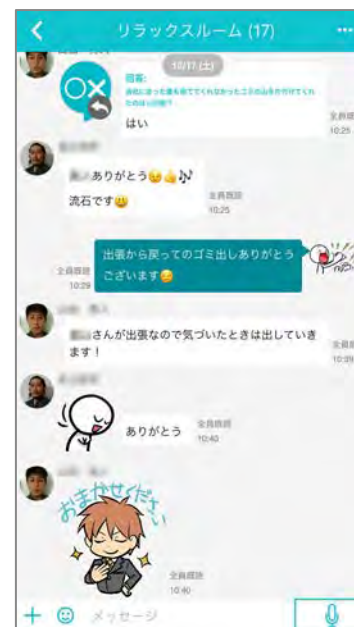 リラックスルーム (17)
10/17(土)
回答:
はい
全員既読
10:25
ありがとう
流石です
全員既読
10:25
出張から戻ってのゴミ出しありがとう
ございます
全員既読
10:29
さんが出張なので気づいたときは出していき
ます！
全員既読
10:39
ありがとう
全員既読
10:40
おまかせください
全員既読
10:40
メッセージ